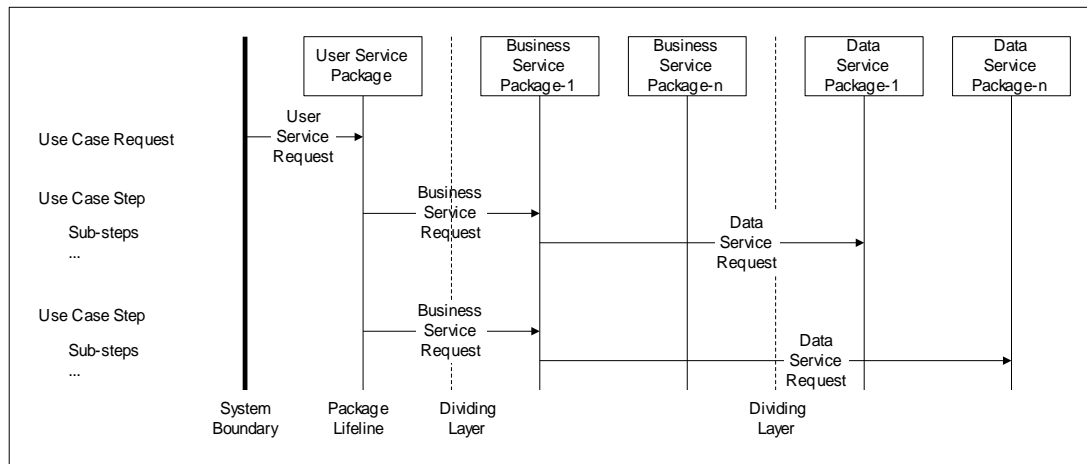 User Service
Package
Business
Service
Package-1
Business
Service
Package-n
Data
Service
Package-1
Data
Service
Package-n
Use Case Request
User
Service
Request
Use Case Step
Sub-steps
...
Business
Service
Request
Data
Service
Request
Use Case Step
Sub-steps
...
Business
Service
Request
Data
Service
Request
System
Boundary
Package
Lifeline
Dividing
Layer
Dividing
Layer